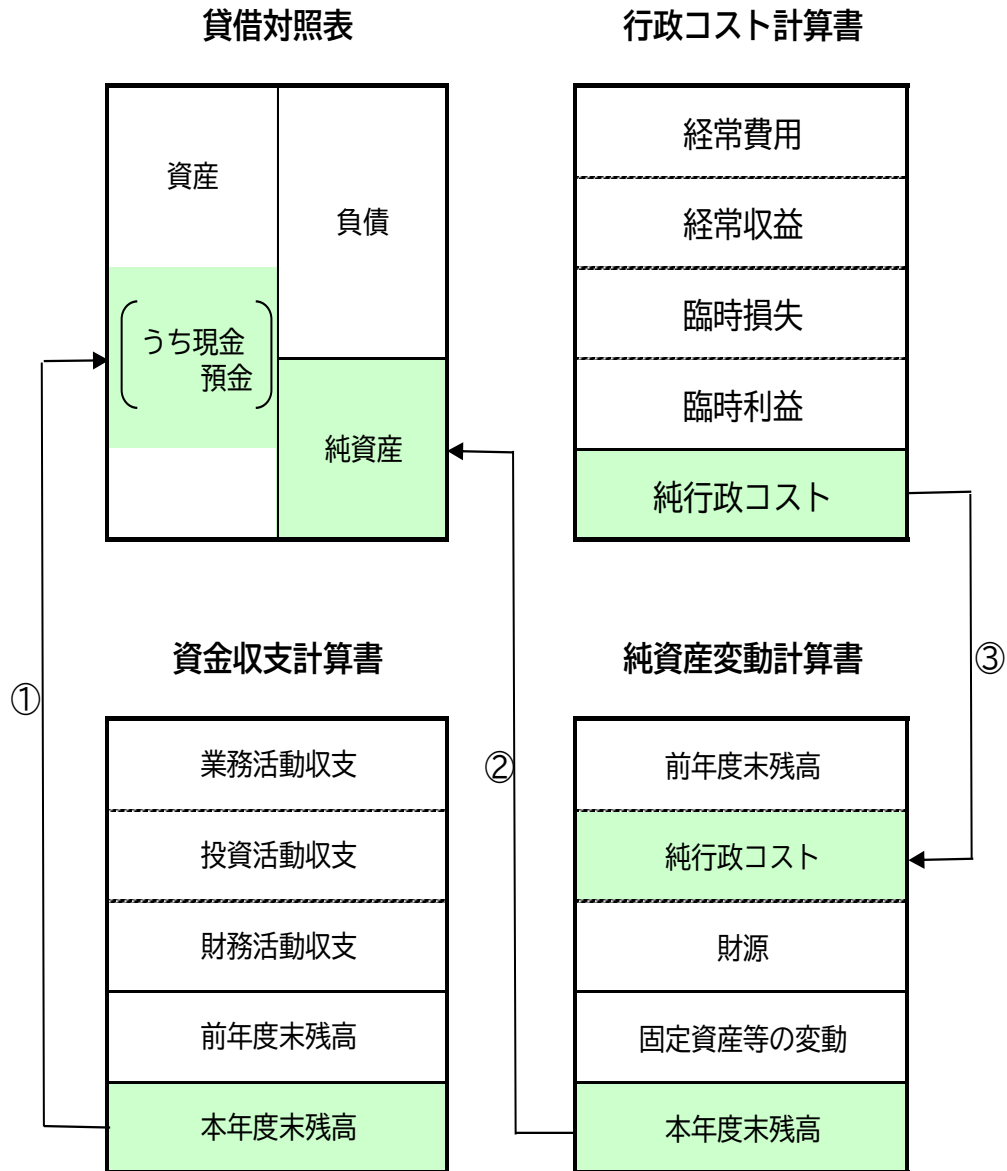 貸借対照表
資産
負債
うち現金
預金
純資産
行政コスト計算書
経常費用
経常収益
臨時損失
臨時利益
純行政コスト
①
②
③
資金収支計算書
業務活動収支
投資活動収支
財務活動収支
前年度末残高
本年度末残高
純資産変動計算書
前年度末残高
純行政コスト
財源
固定資産等の変動
本年度末残高